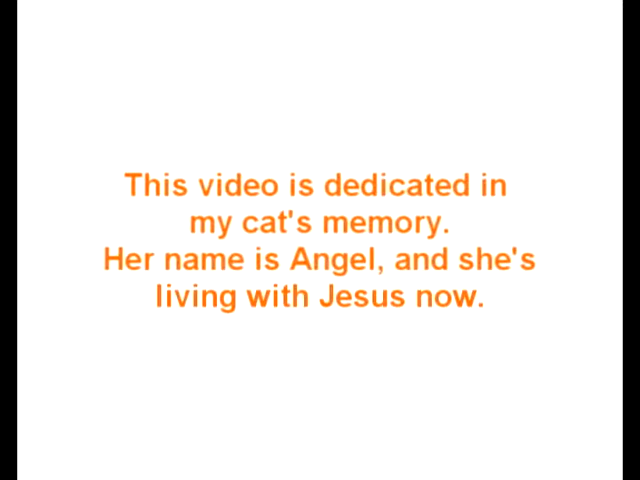 This video is dedicated in
my cat's memory.
Her name is Angel, and she's
living with Jesus now.